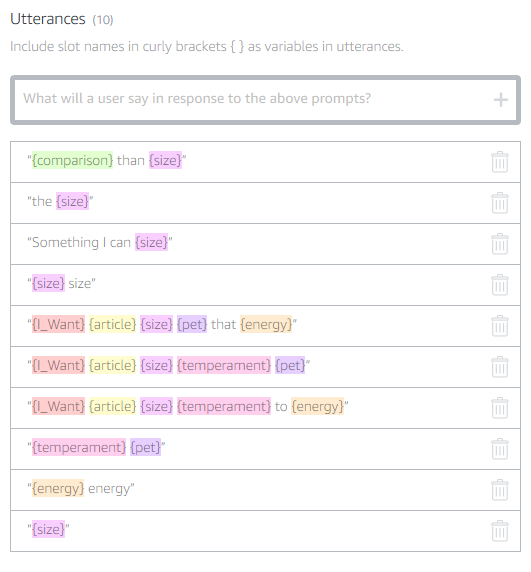 Utterances (10)
Include slot names in curly brackets { } as variables in utterances.
What will a user say in response to the above prompts?
"{comparison} than {size}"
"the {size}"
"Something I can {size}"
"{size} size"
"{I_Want} {article} {size} {pet} that {energy}"
"{I_Want} {article} {size} {temperament} {pet}"
"{I_Want} {article} {size} {temperament} to {energy}"
"{temperament} {pet}"
"{energy} energy"
"{size}"